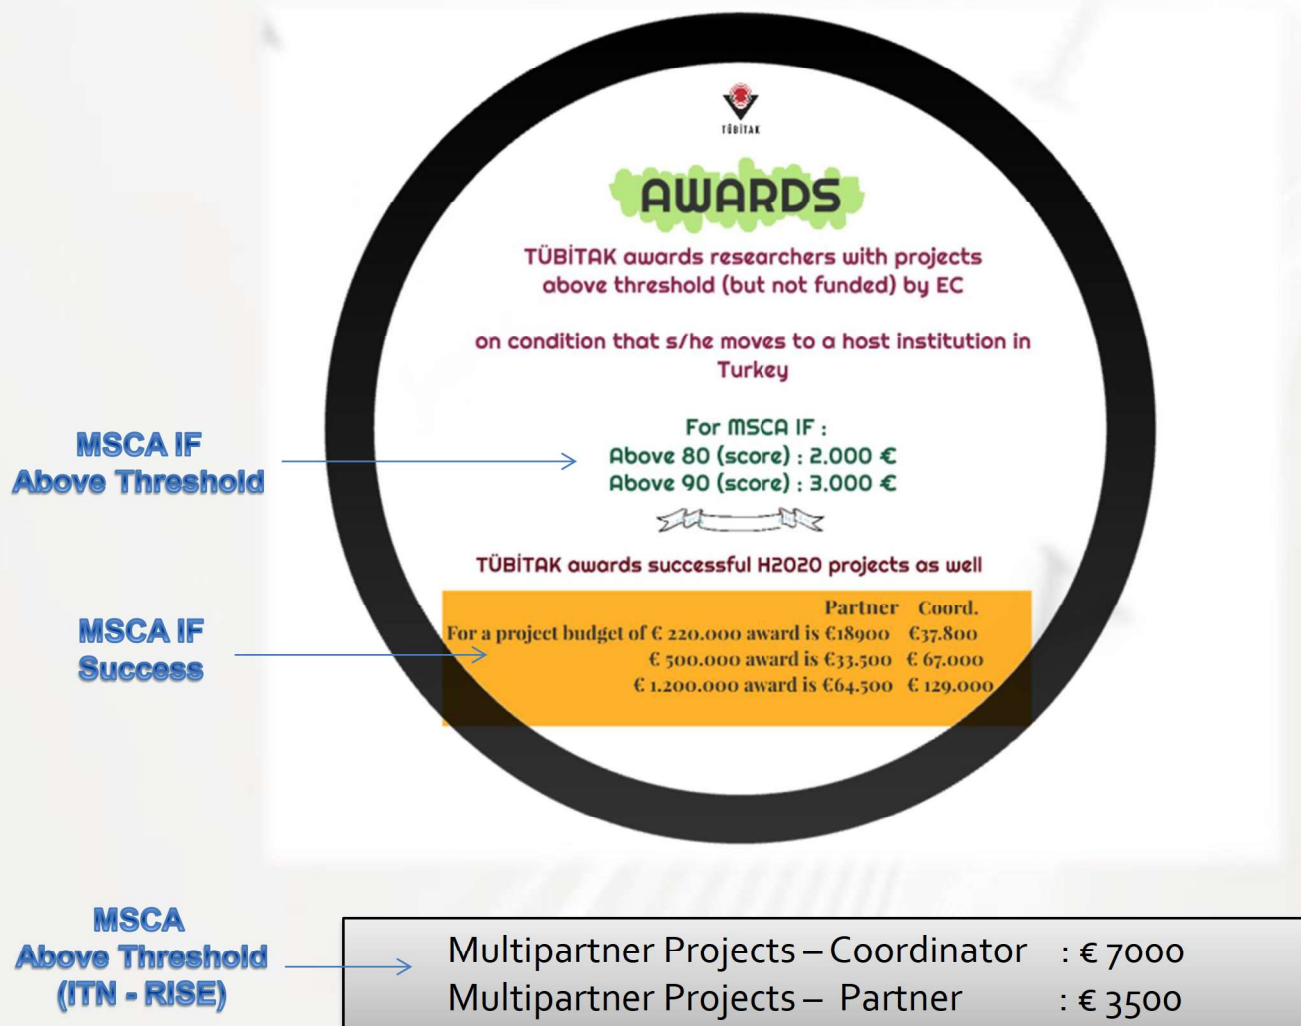 TÜBİTAK
AWARDS
TÜBİTAK awards researchers with projects
above threshold (but not funded) by EC
on condition that s/he moves to a host institution in
Turkey
MSCA IF
Above Threshold
For MSCA IF :
Above 80 (score) : 2.000 €
Above 90 (score) : 3.000 €
TÜBİTAK awards successful H2020 projects as well
MSCA IF
Success
Partner Coord.
For a project budget of € 220.000 award is €18900 €37.800
€ 500.000 award is €33.500 € 67.000
€ 1.200.000 award is €64.500 € 129.000
MSCA
Above Threshold
(ITN - RISE)
Multipartner Projects – Coordinator : € 7000
Multipartner Projects – Partner : € 3500